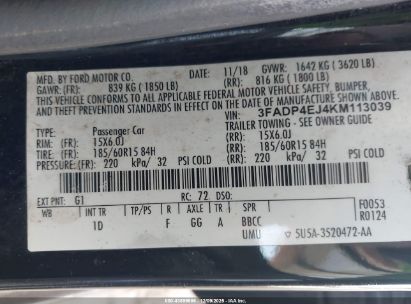 MFD. BY FORD MOTOR CO.
11/18 GVWR: 1642 KG ( 3620 LB)
GAWR: (FR): 839 KG ( 1850 LB) (RR): 816 KG ( 1800 LB)
THIS VEHICLE CONFORMS TO ALL APPLICABLE FEDERAL MOTOR VEHICLE SAFETY, BUMPER,
AND THEFT PREVENTION STANDARDS IN EFFECT ON THE DATE OF MANUFACTURE SHOWN ABOVE.
VIN: 3FADP4EJ4KM113039
TYPE: Passenger Car TIRE TRAILER TOWING - SEE OWNER GUIDE
RIM: (FR): 15X6.0J (RR): 15X6.0J
TIRE: (FR): 185/60R15 84H (RR): 185/60R15 84H
PRESSURE: (FR): 220 kPa/ 32 PSI COLD (RR): 220 kPa/ 32 PSI COLD
EXT PNT: G1 RC: 72 DSO: F0053
WB INT TR TP/PS R AXLE TR SPR R0124
1D F GG A BBCC
UMU 5U5A-3520472-AA